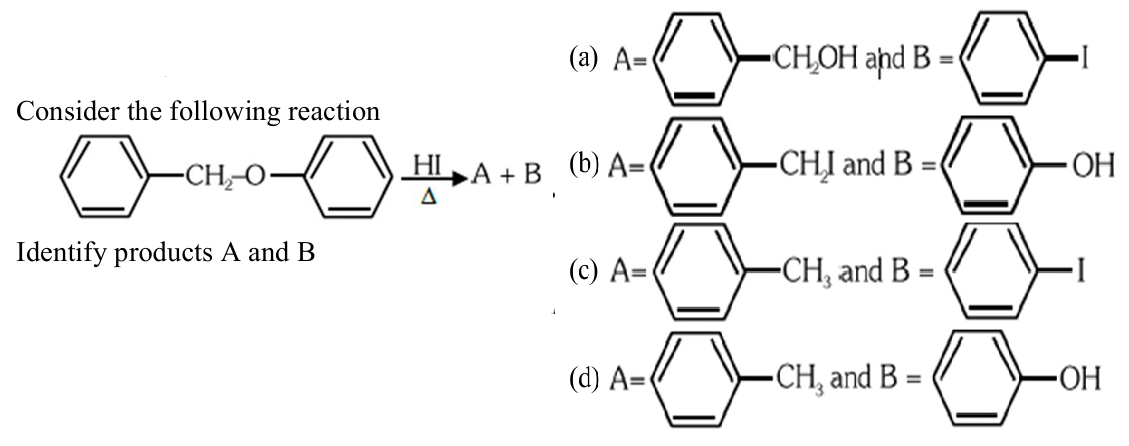 Consider the following reaction
CH₂-O HI A + B
Δ
Identify products A and B
(a) A= CH₂OH and B = I
(b) A= CH₂I and B = OH
(c) A= CH₃ and B = I
(d) A= CH₃ and B = OH